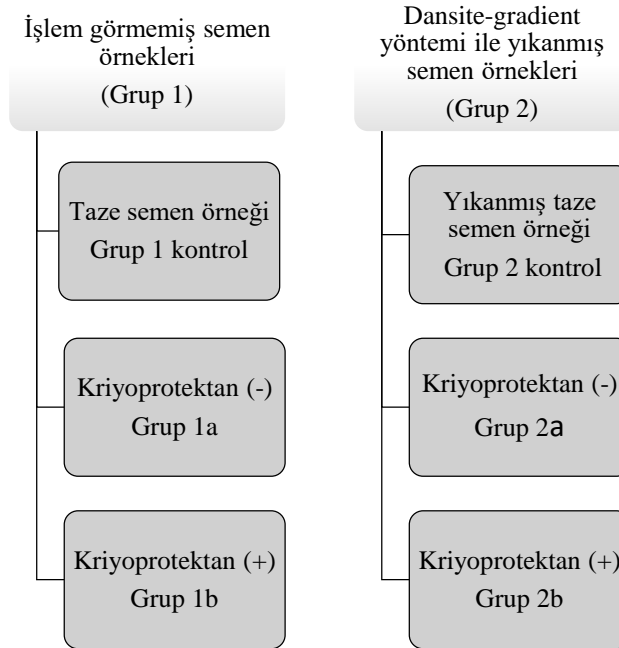 İşlem görmemiş semen
örnekleri
(Grup 1)
Taze semen örneği
Grup 1 kontrol
Kriyoprotektan (-)
Grup 1a
Kriyoprotektan (+)
Grup 1b
Dansite-gradient
yöntemi ile yıkanmış
semen örnekleri
(Grup 2)
Yıkanmış taze
semen örneği
Grup 2 kontrol
Kriyoprotektan (-)
Grup 2a
Kriyoprotektan (+)
Grup 2b